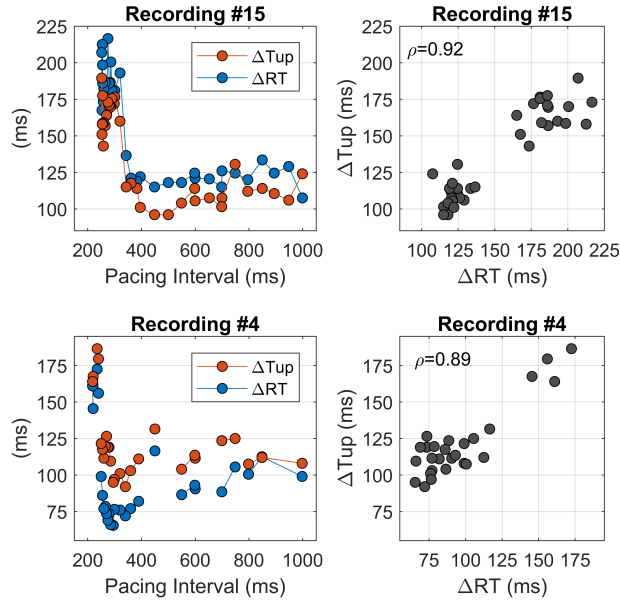 Recording #15
225
200
175
150
125
100
(ms)
ΔTup
ΔRT
200 400 600 800 1000
Pacing Interval (ms)
Recording #15
225
200
175
150
125
100
ΔTup (ms)
ρ=0.92
100 125 150 175 200 225
ΔRT (ms)
Recording #4
175
150
125
100
75
(ms)
ΔTup
ΔRT
200 400 600 800 1000
Pacing Interval (ms)
Recording #4
175
150
125
100
75
ΔTup (ms)
ρ=0.89
75 100 125 150 175
ΔRT (ms)